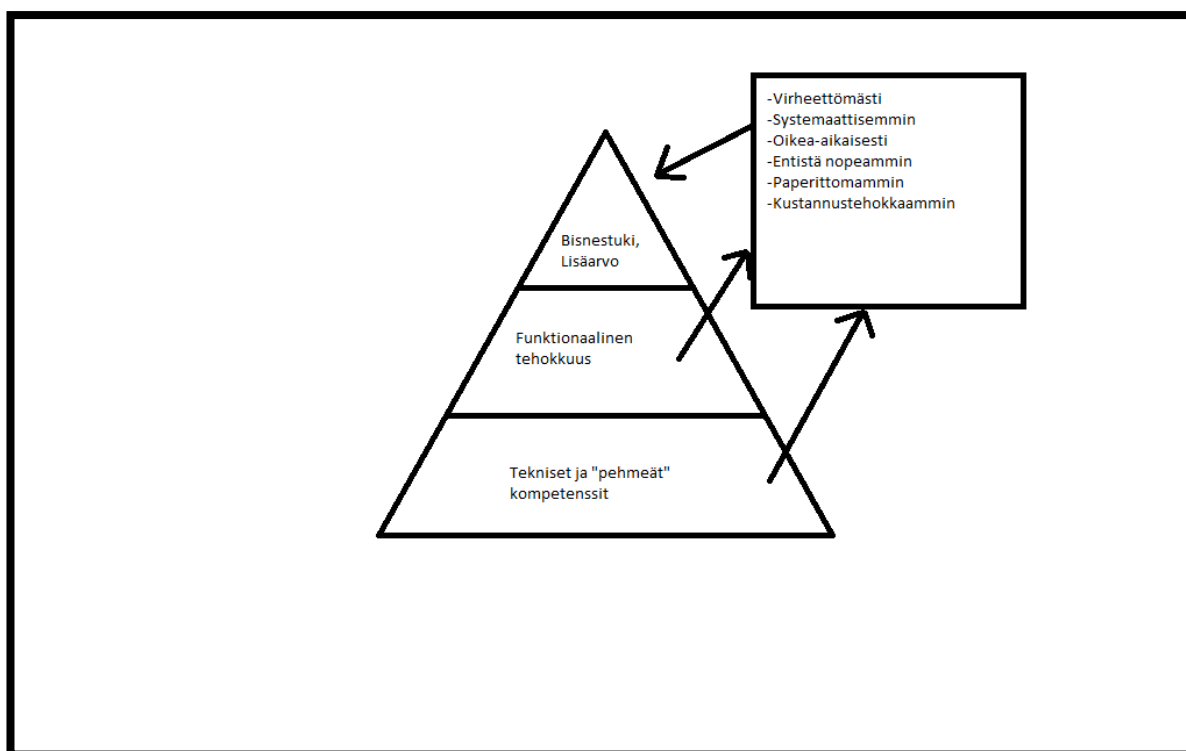 -Virheettömästi
-Systemaattisemmin
-Oikea-aikaisesti
-Entistä nopeammin
-Paperittomammin
-Kustannustehokkaammin
Bisnestuki,
Lisäarvo
Funktionaalinen
tehokkuus
Tekniset ja "pehmeät"
kompetenssit